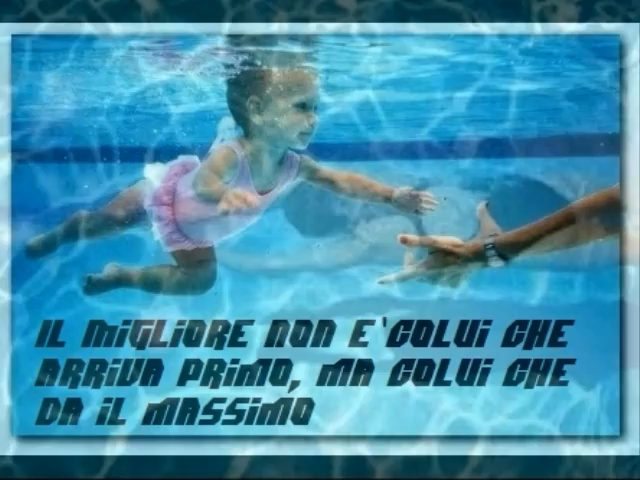 IL MIGLIORE NON E'COLUI CHE
ARRIVA PRIMO, MA COLUI CHE
DA IL MASSIMO